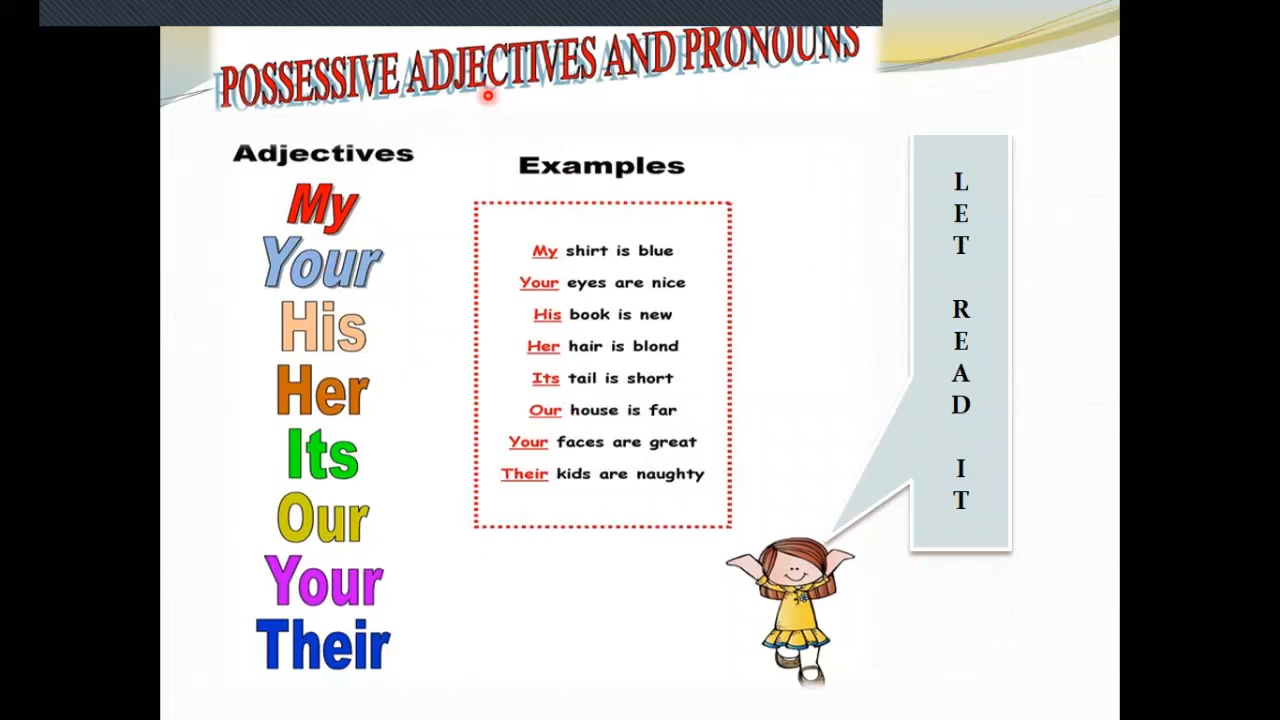 POSSESSIVE ADJECTIVES AND PRONOUNS
Adjectives
My
Your
His
Her
Its
Our
Your
Their
Examples
My shirt is blue
Your eyes are nice
His book is new
Her hair is blond
Its tail is short
Our house is far
Your faces are great
Their kids are naughty
LET READ IT